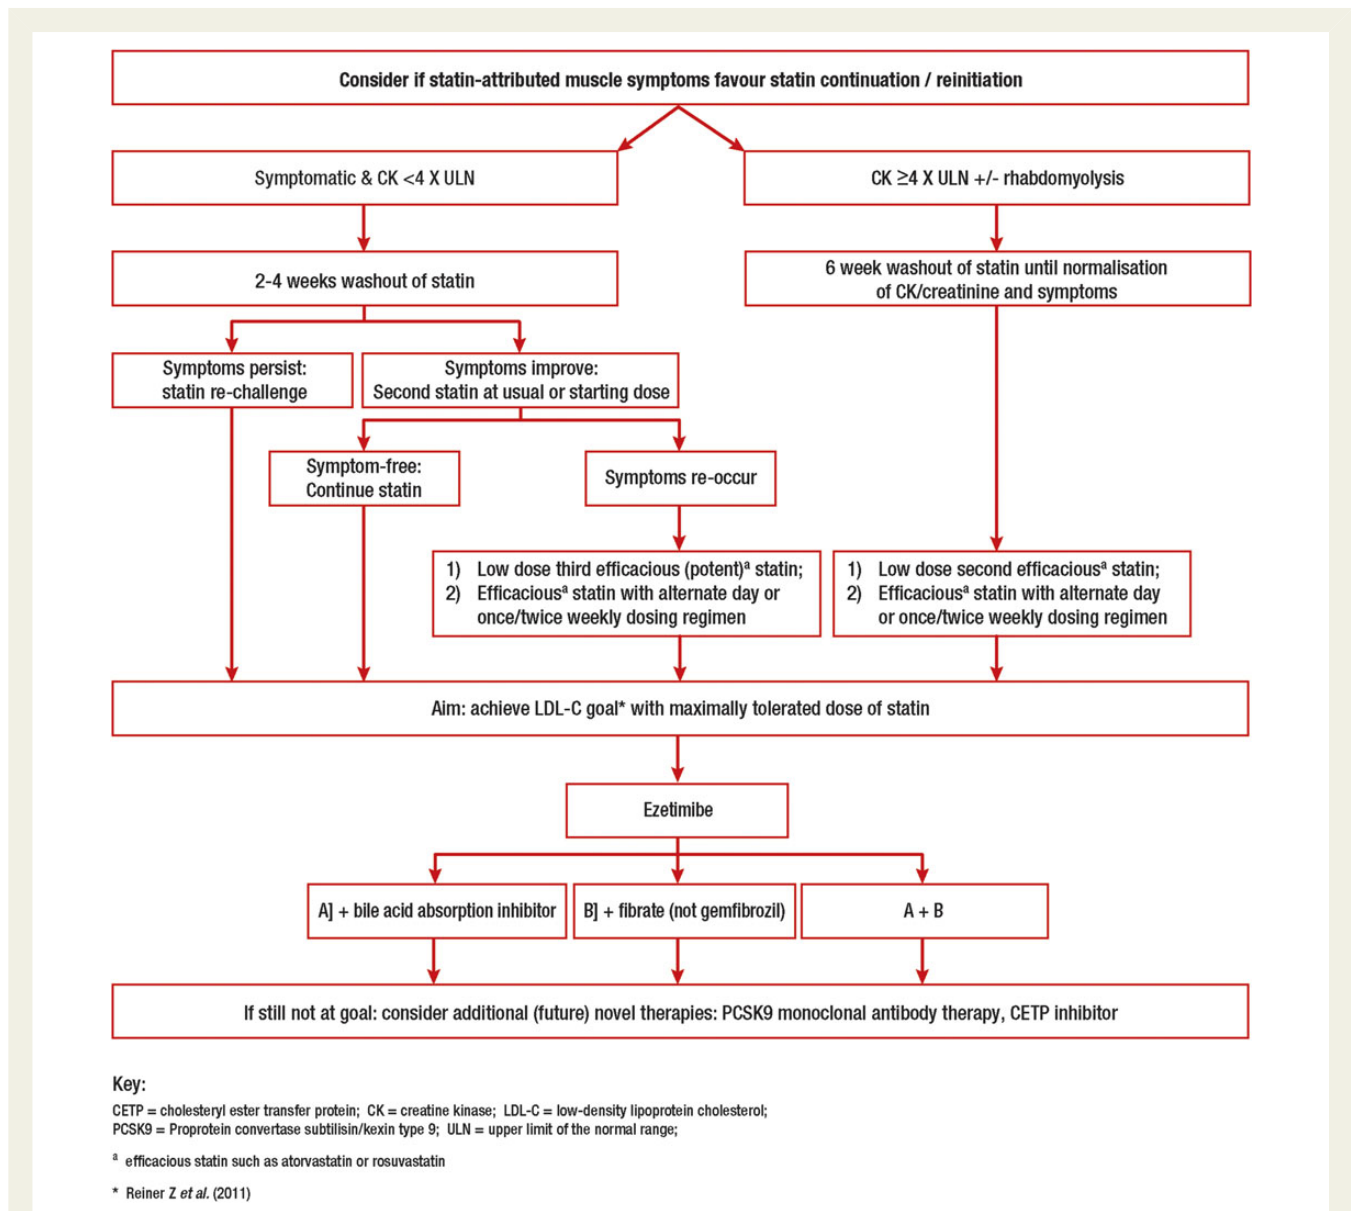 Consider if statin-attributed muscle symptoms favour statin continuation / reinitiation
Symptomatic & CK <4 X ULN
CK ≥4 X ULN +/- rhabdomyolysis
2-4 weeks washout of statin
6 week washout of statin until normalisation
of CK/creatinine and symptoms
Symptoms persist:
statin re-challenge
Symptoms improve:
Second statin at usual or starting dose
Symptom-free:
Continue statin
Symptoms re-occur
1) Low dose third efficacious (potent)ᵃ statin;
2) Efficaciousᵃ statin with alternate day or
once/twice weekly dosing regimen
1) Low dose second efficaciousᵃ statin;
2) Efficaciousᵃ statin with alternate day
or once/twice weekly dosing regimen
Aim: achieve LDL-C goal* with maximally tolerated dose of statin
Ezetimibe
A] + bile acid absorption inhibitor
B] + fibrate (not gemfibrozil)
A + B
If still not at goal: consider additional (future) novel therapies: PCSK9 monoclonal antibody therapy, CETP inhibitor
Key:
CETP = cholesteryl ester transfer protein; CK = creatine kinase; LDL-C = low-density lipoprotein cholesterol;
PCSK9 = Proprotein convertase subtilisin/kexin type 9; ULN = upper limit of the normal range;
ᵃ efficacious statin such as atorvastatin or rosuvastatin
* Reiner Z et al. (2011)